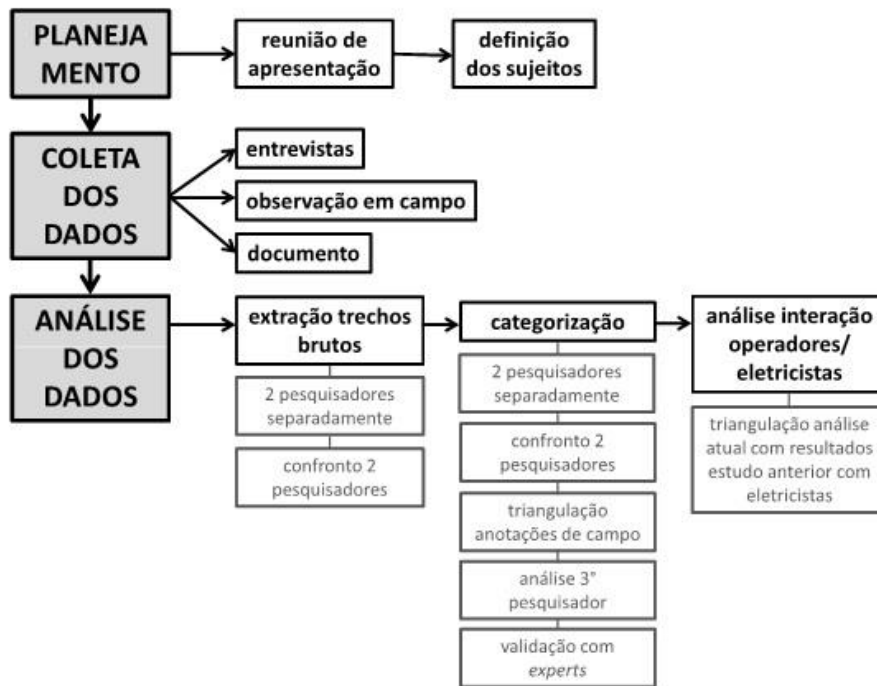 PLANEJA
MENTO
reunião de
apresentação
definição
dos sujeitos
COLETA
DOS
DADOS
entrevistas
observação em campo
documento
ANÁLISE
DOS
DADOS
extração trechos
brutos
2 pesquisadores
separadamente
confronto 2
pesquisadores
categorização
2 pesquisadores
separadamente
confronto 2
pesquisadores
triangulação
anotações de campo
análise 3°
pesquisador
validação com
experts
análise interação
operadores/
eletricistas
triangulação análise
atual com resultados
estudo anterior com
eletricistas